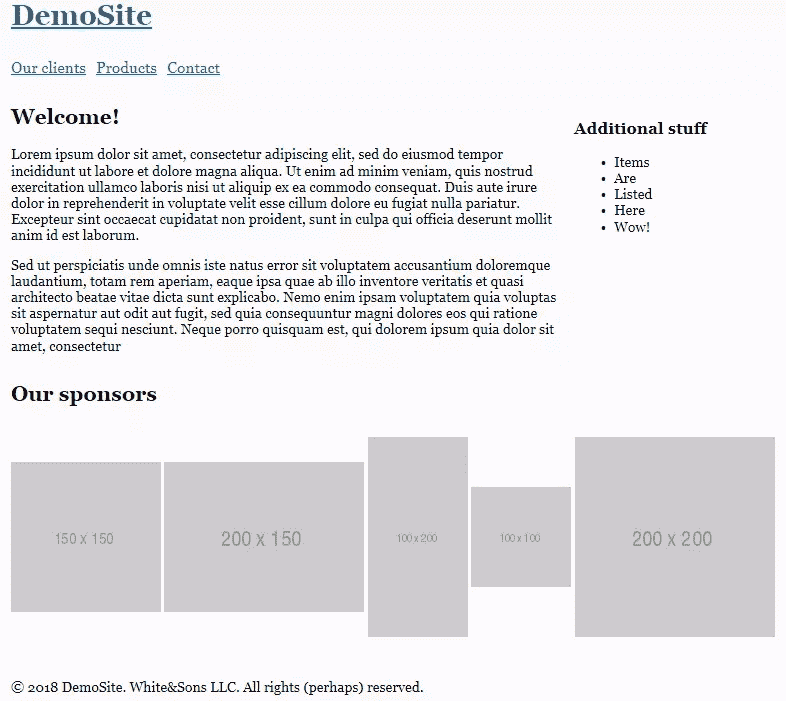 DemoSite
Our clients Products Contact
Welcome!
Lorem ipsum dolor sit amet, consectetur adipiscing elit, sed do eiusmod tempor
incididunt ut labore et dolore magna aliqua. Ut enim ad minim veniam, quis nostrud
exercitation ullamco laboris nisi ut aliquip ex ea commodo consequat. Duis aute irure
dolor in reprehenderit in voluptate velit esse cillum dolore eu fugiat nulla pariatur.
Excepteur sint occaecat cupidatat non proident, sunt in culpa qui officia deserunt mollit
anim id est laborum.
Sed ut perspiciatis unde omnis iste natus error sit voluptatem accusantium doloremque
laudantium, totam rem aperiam, eaque ipsa quae ab illo inventore veritatis et quasi
architecto beatae vitae dicta sunt explicabo. Nemo enim ipsam voluptatem quia voluptas
sit aspernatur aut odit aut fugit, sed quia consequuntur magni dolores eos qui ratione
voluptatem sequi nesciunt. Neque porro quisquam est, qui dolorem ipsum quia dolor sit
amet, consectetur
Additional stuff
• Items
• Are
• Listed
• Here
• Wow!
Our sponsors
150 x 150
200 x 150
100 x 200
100 x 100
200 x 200
© 2018 DemoSite. White&Sons LLC. All rights (perhaps) reserved.